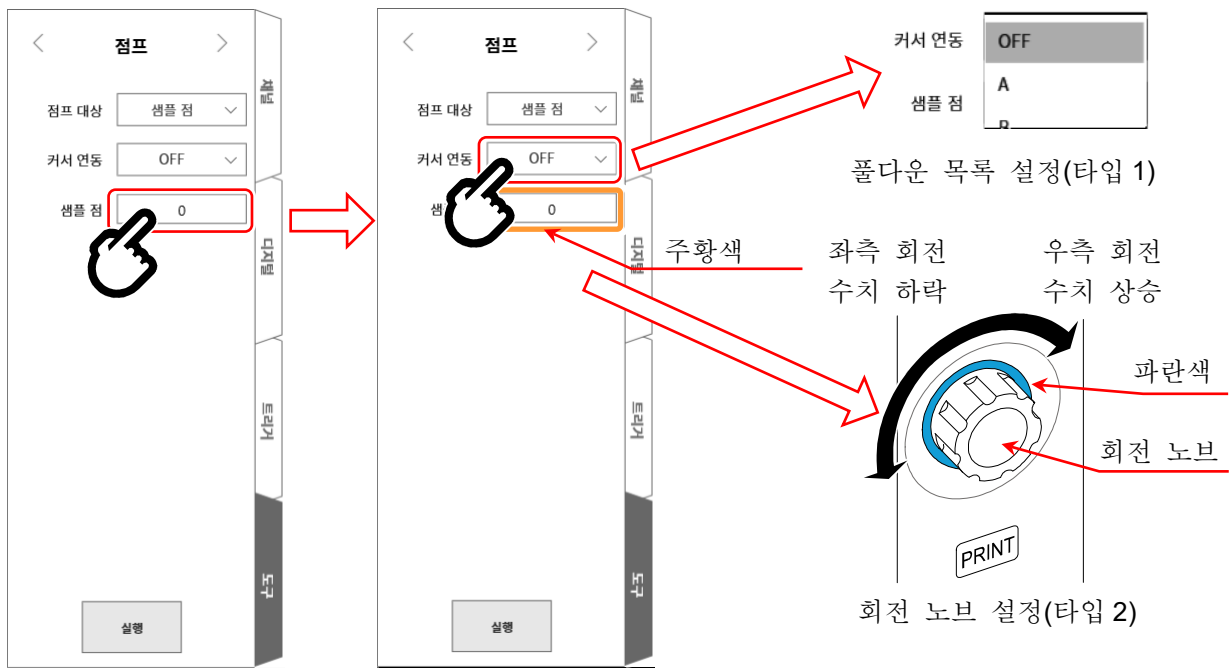 점프
점프 대상
샘플 점
커서 연동
OFF
샘플 점
0
실행
채널
디지털
트리거
도구
점프
점프 대상
샘플 점
커서 연동
OFF
샘
0
실행
채널
디지털
트리거
도구
주황색
커서 연동
OFF
A
샘플 점
풀다운 목록 설정(타입 1)
좌측 회전
수치 하락
우측 회전
수치 상승
파란색
회전 노브
PRINT
회전 노브 설정(타입 2)